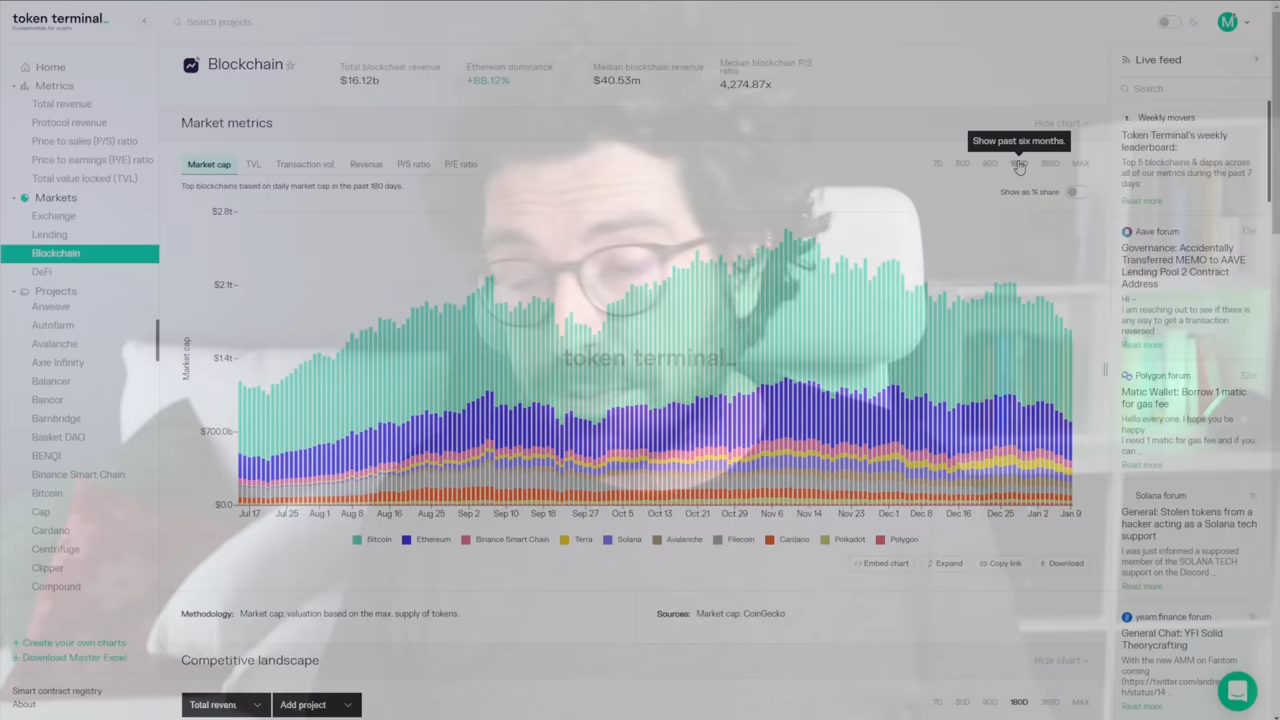 token terminal_
Fundamentals for crypto
Search projects
Home
Metrics
Total revenue
Protocol revenue
Price to sales (P/S) ratio
Price to earnings (P/E) ratio
Total value locked (TVL)
Markets
Exchange
Lending
Blockchain
DeFi
Projects
Arweave
Autofarm
Avalanche
Axie Infinity
Balancer
Bancor
Barnbridge
Basket DAO
BENQI
Binance Smart Chain
Bitcoin
Cap
Cardano
Centrifuge
Clipper
Compound
+ Create your own charts
Download Master Excel
Smart contract registry
About
Blockchain
Total blockchain revenue
$16.12b
Ethereum dominance
+88.12%
Median blockchain revenue
$40.53m
Median blockchain P/S
ratio
4,274.87x
Market metrics
Hide chart
Show past six months.
Market cap TVL Transaction vol. Revenue P/S ratio P/E ratio
7D 30D 90D 180D 365D MAX
Top blockchains based on daily market cap in the past 180 days.
Show as % share
$2.8t
$2.1t
$1.4t
$700.0b
$0.0
Market cap
token terminal_
Jul 17 Jul 25 Aug 1 Aug 8 Aug 16 Aug 25 Sep 2 Sep 10 Sep 18 Sep 27 Oct 5 Oct 13 Oct 21 Oct 29 Nov 6 Nov 14 Nov 23 Dec 1 Dec 8 Dec 16 Dec 25 Jan 2 Jan 9
Bitcoin Ethereum Binance Smart Chain Terra Solana Avalanche Filecoin Cardano Polkadot Polygon
<> Embed chart Expand Copy link Download
Methodology: Market cap: valuation based on the max. supply of tokens.
Sources: Market cap: CoinGecko
Competitive landscape
Hide chart
Total revenu
Add project
7D 30D 90D 180D 365D MAX
M
Live feed
Search
Weekly movers
Token Terminal's weekly
leaderboard:
Top 5 blockchains & dapps across
all of our metrics during the past 7
days:
Read more
Aave forum 17m
Governance: Accidentally
Transferred MEMO to AAVE
Lending Pool 2 Contract
Address
Hi –
I am reaching out to see if there is
any way to get a transaction
reversed ...
Read more
Polygon forum 32m
Matic Wallet: Borrow 1 matic
for gas fee
Hello every one. I hope you be
happy.
I need 1 matic for gas fee and if you
can ...
Read more
Solana forum 1h
General: Stolen tokens from a
hacker acting as a Solana tech
support
I was just informed a supposed
member of the SOLANA TECH
support on the Discord ...
Read more
yearn.finance forum 1h
General Chat: YFI Solid
Theorycrafting
With the new AMM on Fantom
coming
(https://twitter.com/andre
h/status/14 ...
Read more